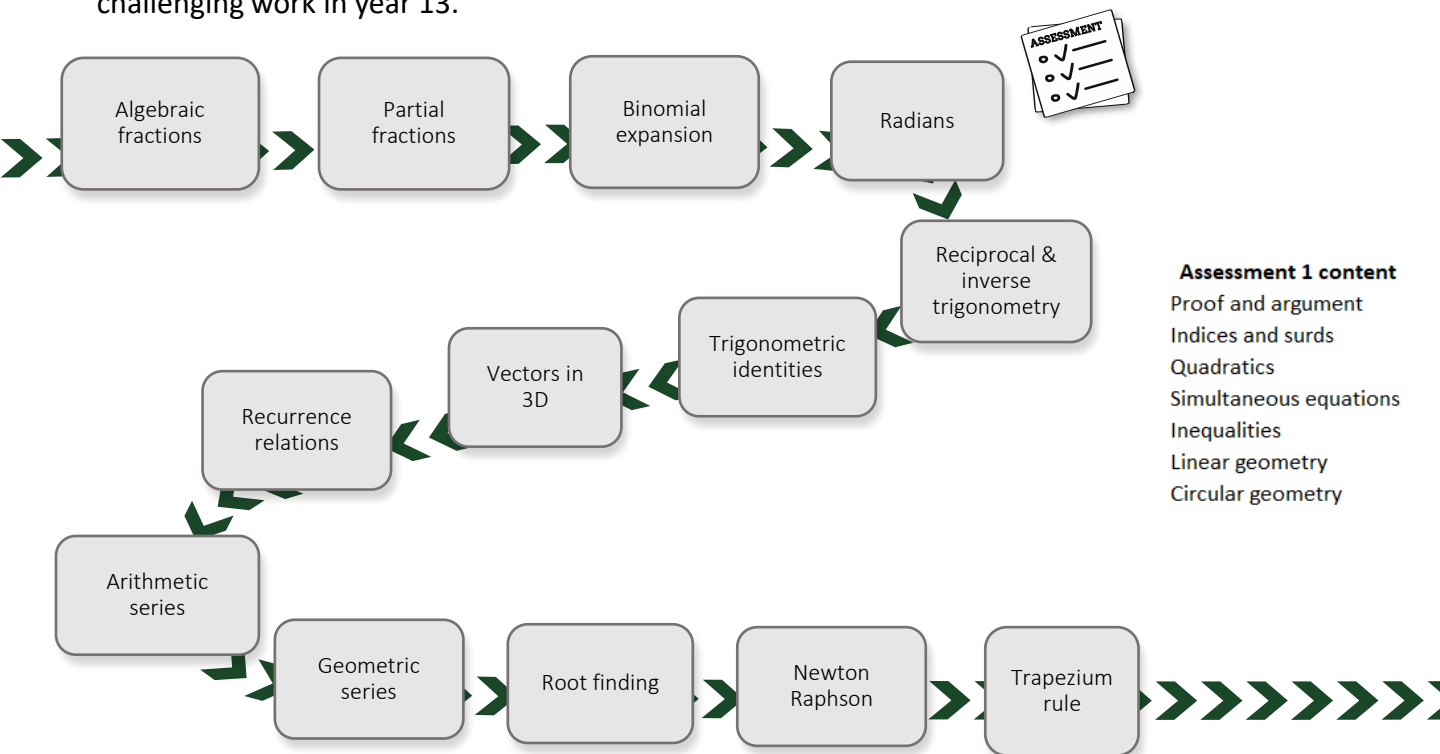 challenging work in year 13.
ASSESSMENT
Algebraic
fractions
Partial
fractions
Binomial
expansion
Radians
Reciprocal &
inverse
trigonometry
Trigonometric
identities
Vectors in
3D
Recurrence
relations
Arithmetic
series
Geometric
series
Root finding
Newton
Raphson
Trapezium
rule
Assessment 1 content
Proof and argument
Indices and surds
Quadratics
Simultaneous equations
Inequalities
Linear geometry
Circular geometry